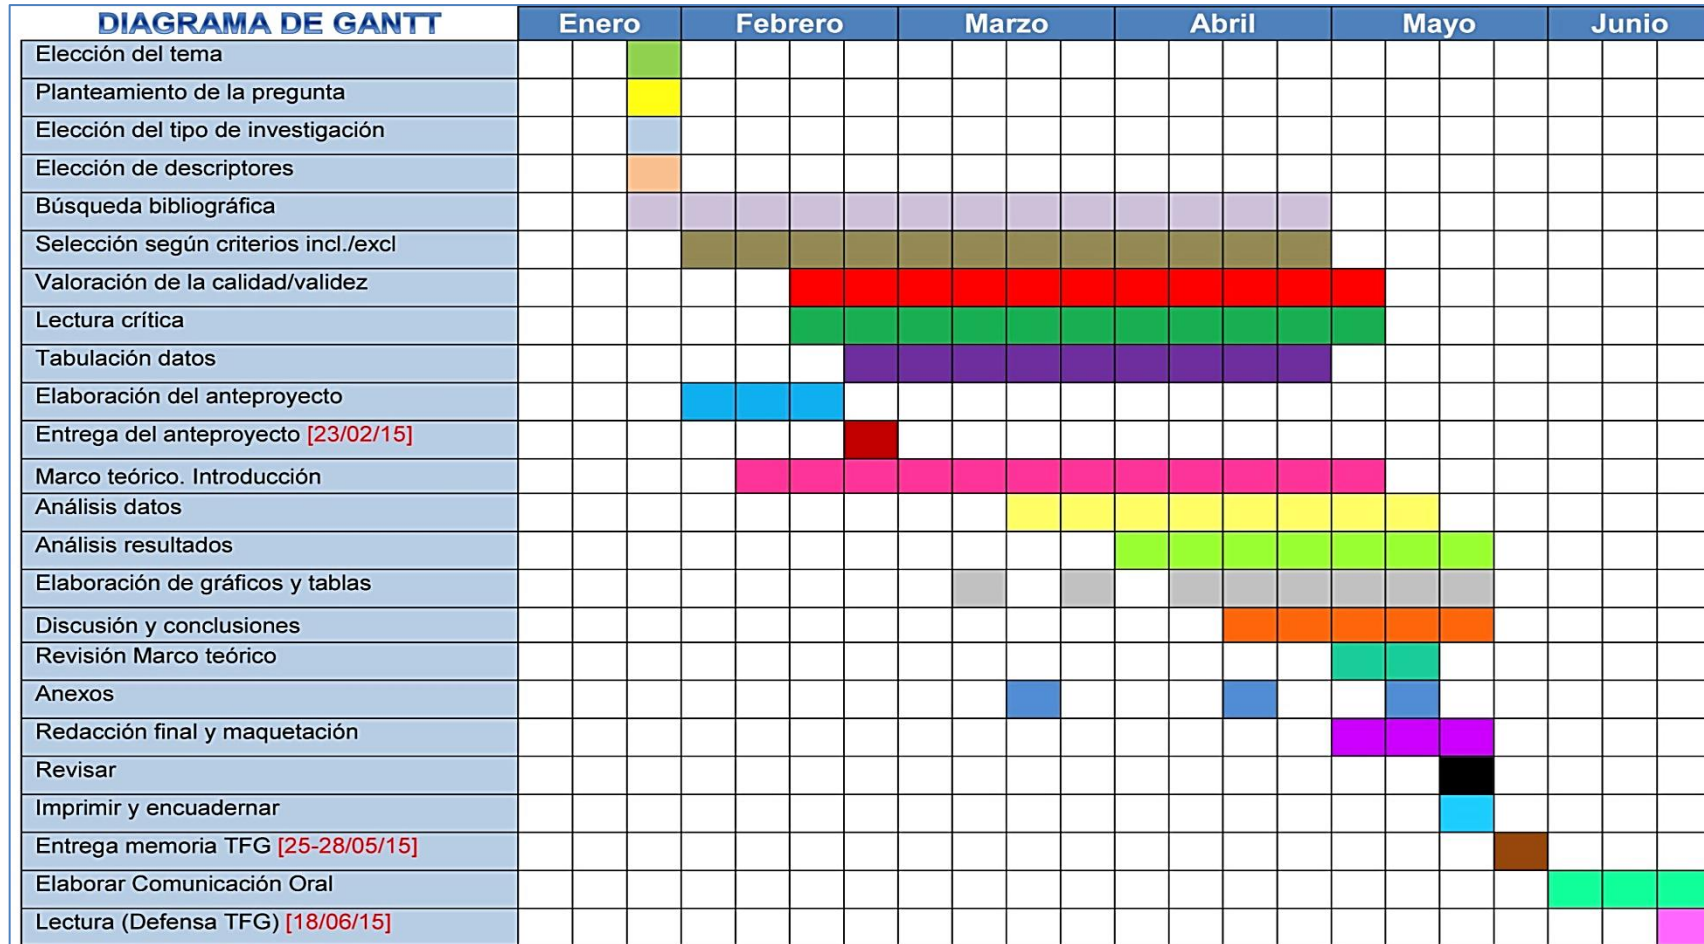 DIAGRAMA DE GANTT Enero Febrero Marzo Abril Mayo Junio
Elección del tema
Planteamiento de la pregunta
Elección del tipo de investigación
Elección de descriptores
Búsqueda bibliográfica
Selección según criterios incl./excl
Valoración de la calidad/validez
Lectura crítica
Tabulación datos
Elaboración del anteproyecto
Entrega del anteproyecto [23/02/15]
Marco teórico. Introducción
Análisis datos
Análisis resultados
Elaboración de gráficos y tablas
Discusión y conclusiones
Revisión Marco teórico
Anexos
Redacción final y maquetación
Revisar
Imprimir y encuadernar
Entrega memoria TFG [25-28/05/15]
Elaborar Comunicación Oral
Lectura (Defensa TFG) [18/06/15]